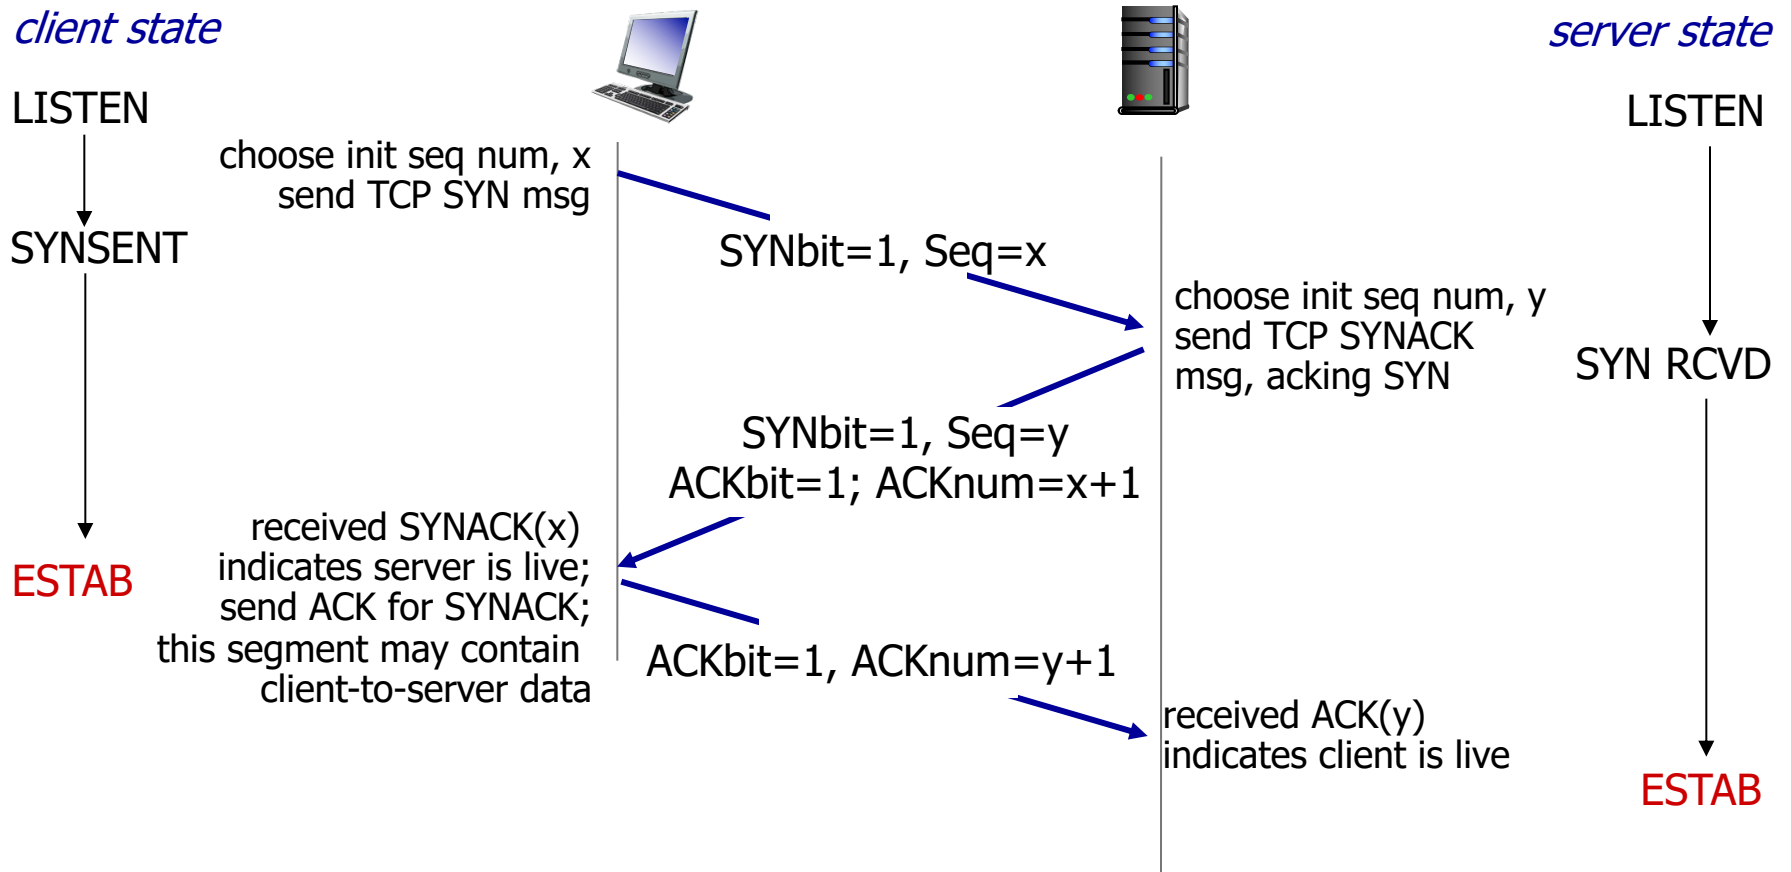 client state
server state
LISTEN
LISTEN
choose init seq num, x
send TCP SYN msg
SYNSENT
SYNbit=1, Seq=x
choose init seq num, y
send TCP SYNACK
msg, acking SYN
SYN RCVD
SYNbit=1, Seq=y
ACKbit=1; ACKnum=x+1
received SYNACK(x)
indicates server is live;
send ACK for SYNACK;
this segment may contain
client-to-server data
ESTAB
ACKbit=1, ACKnum=y+1
received ACK(y)
indicates client is live
ESTAB